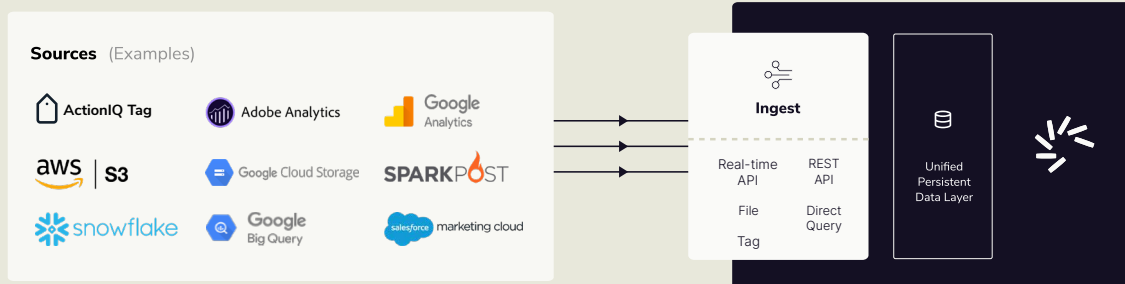 Sources (Examples)
ActionIQ Tag
Adobe Analytics
Google
Analytics
aws | S3
Google Cloud Storage
SPARKPOST
snowflake
Google
Big Query
salesforce marketing cloud
Ingest
Real-time
API
REST
API
File
Direct
Query
Tag
Unified
Persistent
Data Layer